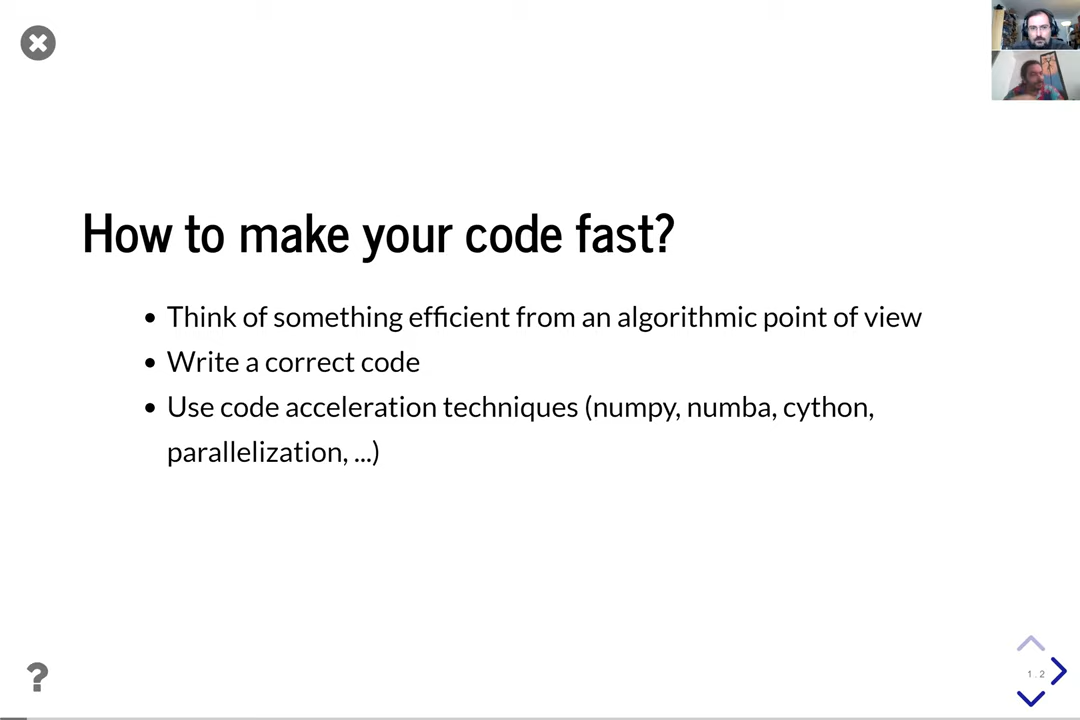 How to make your code fast?
Think of something efficient from an algorithmic point of view
Write a correct code
Use code acceleration techniques (numpy, numba, cython,
parallelization, ...)
?
1 . 2